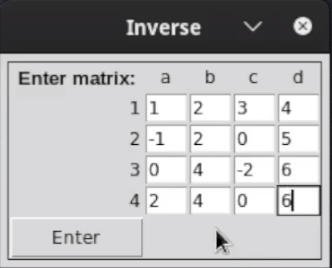 Inverse
Enter matrix: a b c d
1 1 2 3 4
2 -1 2 0 5
3 0 4 -2 6
4 2 4 0 6
Enter